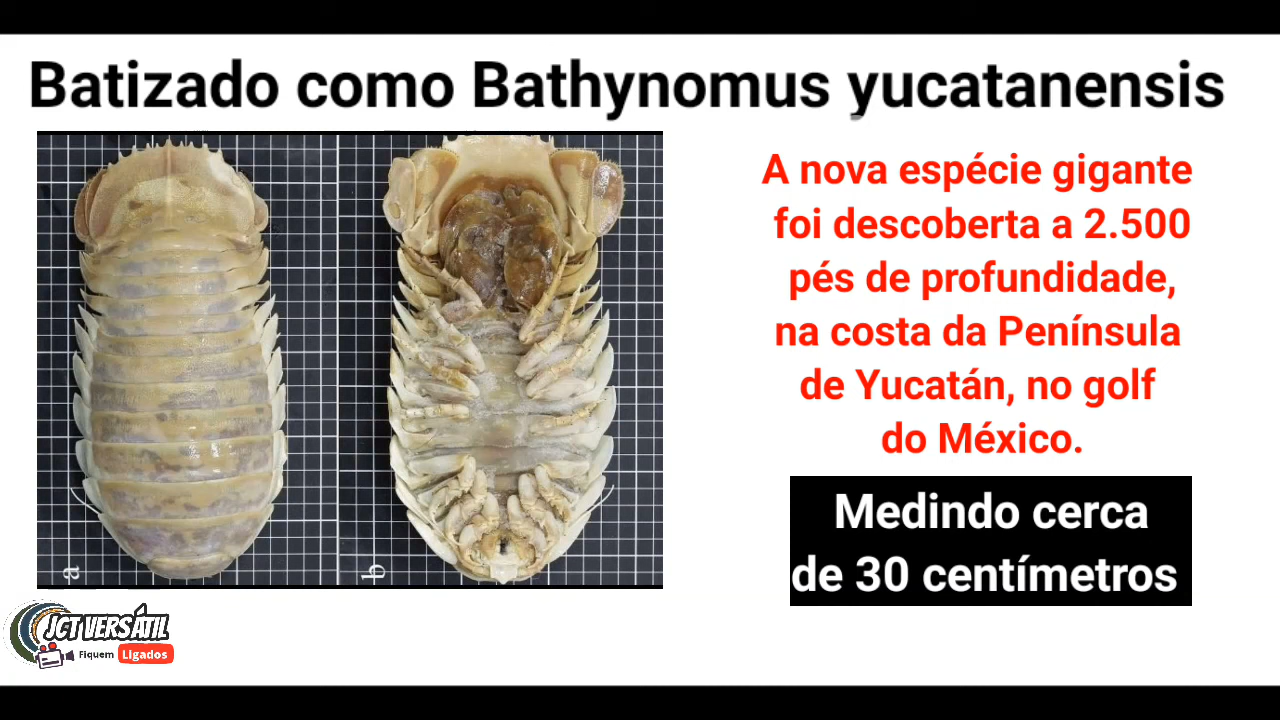 Batizado como Bathynomus yucatanensis
A nova espécie gigante
foi descoberta a 2.500
pés de profundidade,
na costa da Península
de Yucatán, no golf
do México.
Medindo cerca
de 30 centímetros
a
b
JCT VERSÁTIL
Fiquem Ligados